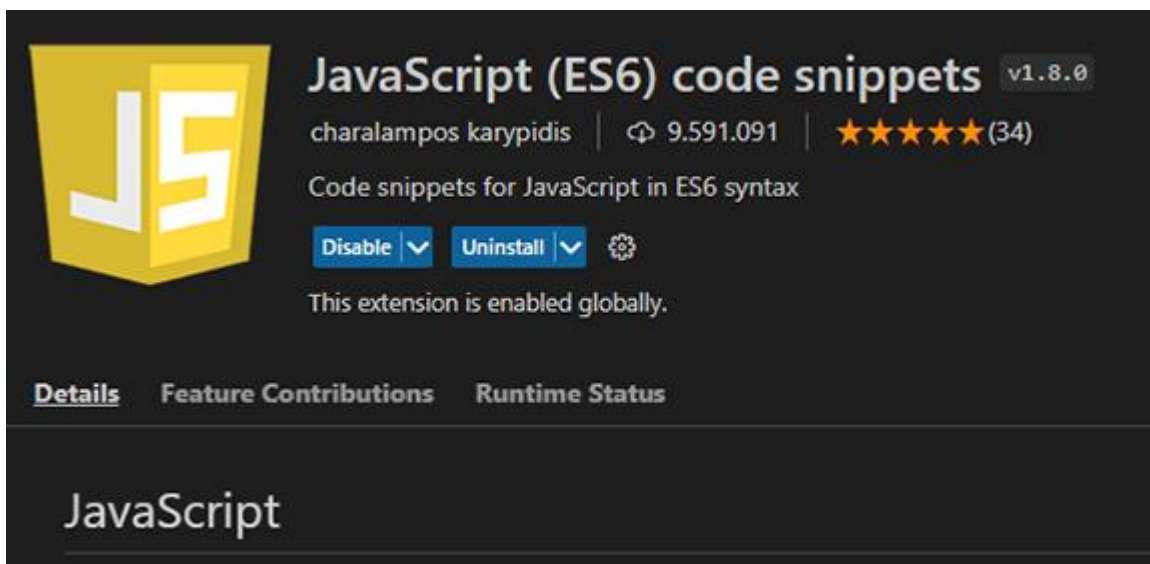 JS
JavaScript (ES6) code snippets v1.8.0
charalampos karypidis 9.591.091 ★★★★★(34)
Code snippets for JavaScript in ES6 syntax
Disable Uninstall
This extension is enabled globally.
Details Feature Contributions Runtime Status
JavaScript